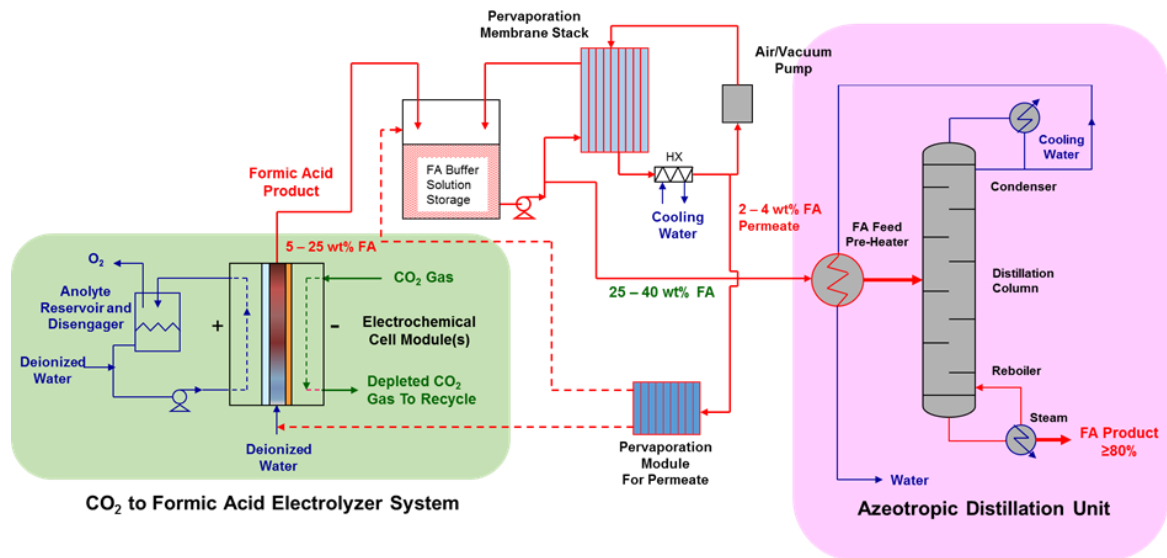 Pervaporation
Membrane Stack
Air/Vacuum
Pump
Formic Acid
Product
FA Buffer
Solution
Storage
HX
Cooling
Water
2 – 4 wt% FA
Permeate
5 – 25 wt% FA
25 – 40 wt% FA
O2
Anolyte
Reservoir and
Disengager
Deionized
Water
+
-
CO2 Gas
Electrochemical
Cell Module(s)
Depleted CO2
Gas To Recycle
Deionized
Water
Pervaporation
Module
For Permeate
CO2 to Formic Acid Electrolyzer System
Cooling
Water
Condenser
FA Feed
Pre-Heater
Distillation
Column
Reboiler
Steam
FA Product
≥80%
Water
Azeotropic Distillation Unit